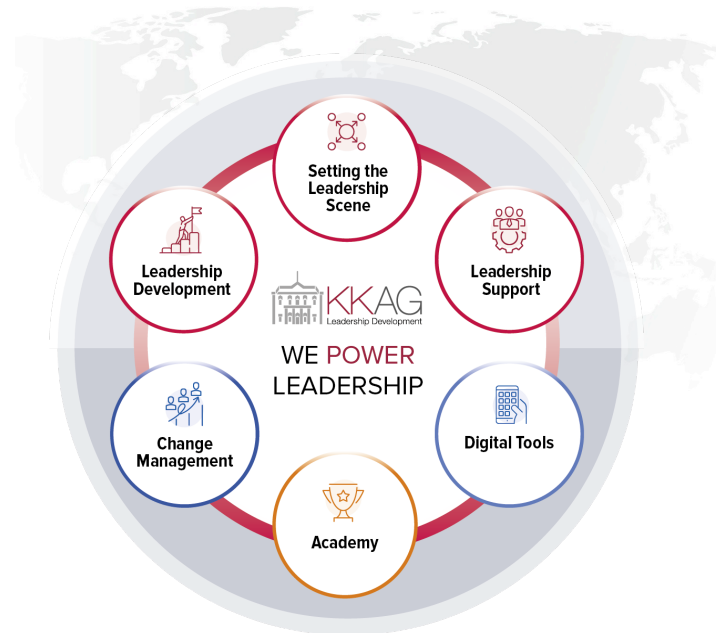 Setting the
Leadership
Scene
Leadership
Development
Leadership
Support
KKAG
Leadership Development
WE POWER
LEADERSHIP
Change
Management
Digital Tools
Academy